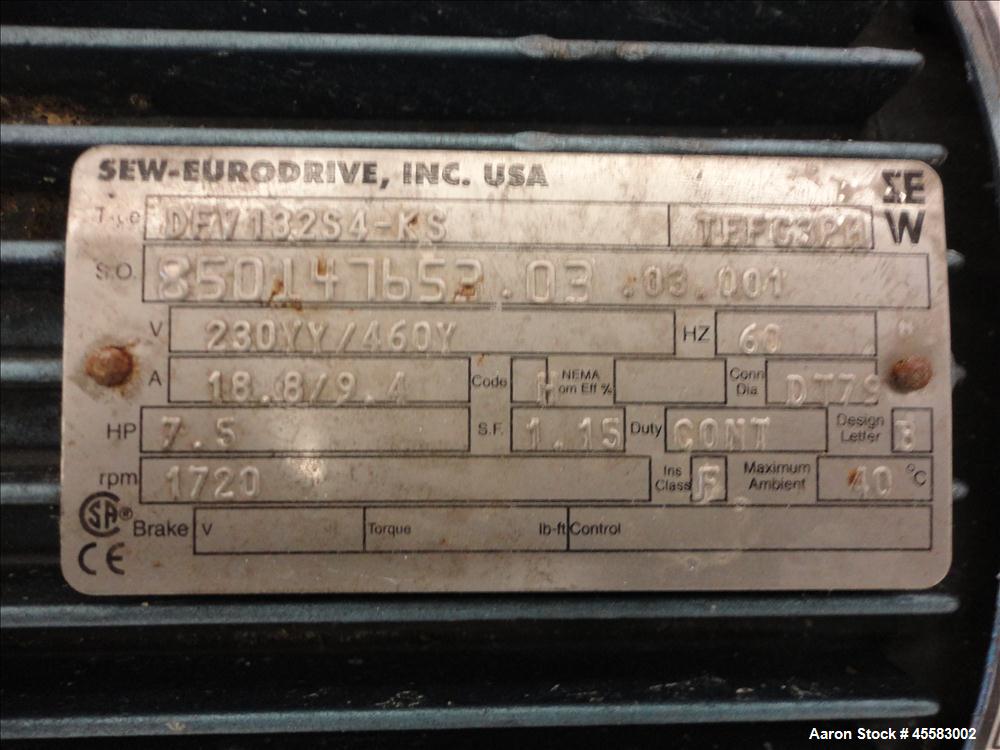 SEW-EURODRIVE, INC. USA
SEW
Type DFV132S4-KS TEFC3PH
S.O. 850147653.03 .03.001
V 230YY/460Y HZ 60
A 18.8/9.4 Code H NEMA Nom Eff % Conn Dia DT79
HP 7.5 S.F. 1.15 Duty CONT Design Letter B
rpm 1720 Ins Class F Maximum Ambient 40 °C
SA®
Brake V Torque lb-ft Control
CE
Aaron Stock # 45583002